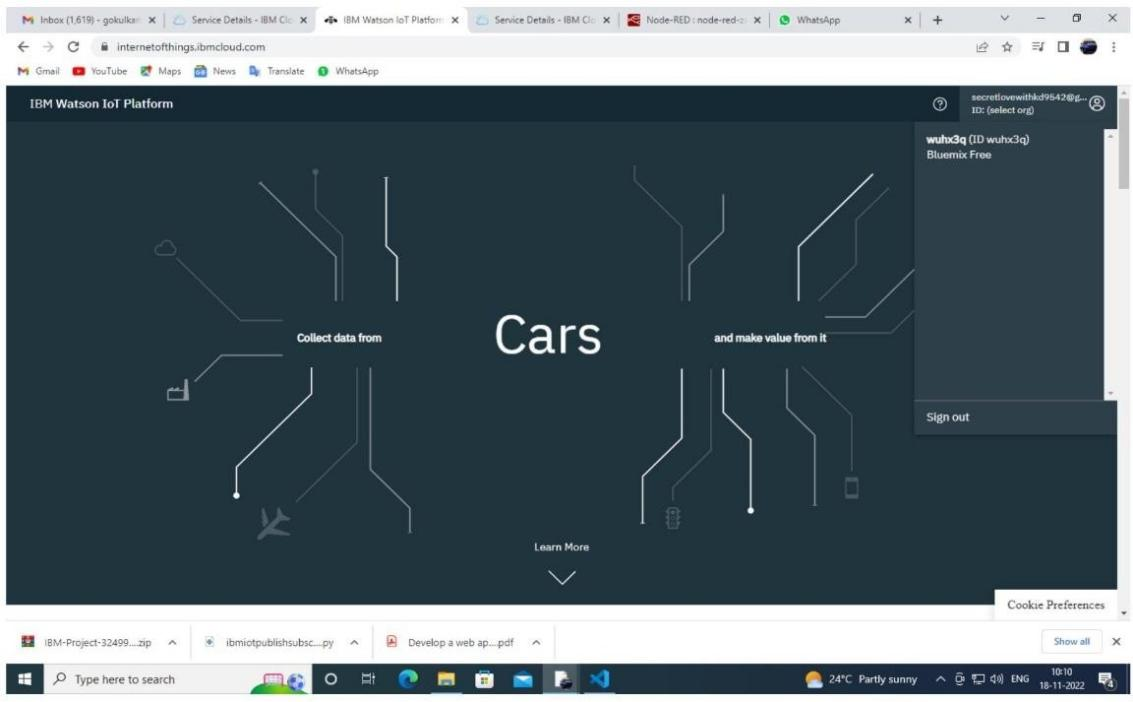 Inbox (1,619) - gokulkar
Service Details - IBM Clo
IBM Watson IoT Platform
Service Details - IBM Clo
Node-RED : node-red-z
WhatsApp
internetofthings.ibmcloud.com
Gmail
YouTube
Maps
News
Translate
WhatsApp
IBM Watson IoT Platform
secretlovewithkd9542@g...
ID: (select org)
wuhx3q (ID wuhx3q)
Bluemix Free
Collect data from
Cars
and make value from it
Sign out
Learn More
Cookie Preferences
IBM-Project-32499....zip
ibmiotpublishsubsc....py
Develop a web ap....pdf
Show all
Type here to search
24°C Partly sunny
ENG
10:10
18-11-2022